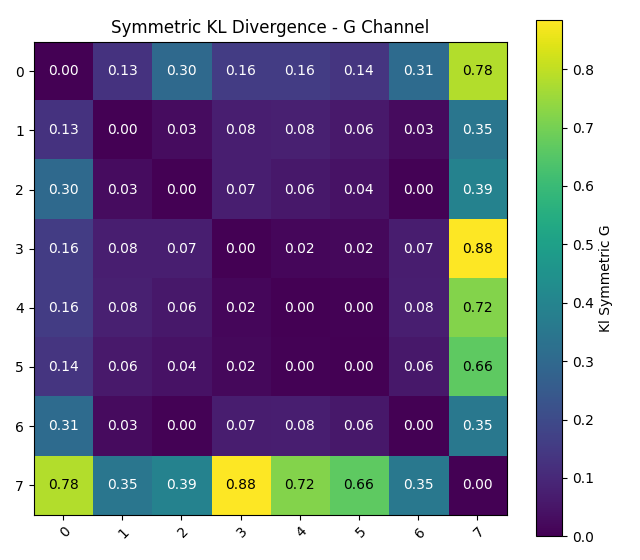 Symmetric KL Divergence - G Channel
0 0.00 0.13 0.30 0.16 0.16 0.14 0.31 0.78
1 0.13 0.00 0.03 0.08 0.08 0.06 0.03 0.35
2 0.30 0.03 0.00 0.07 0.06 0.04 0.00 0.39
3 0.16 0.08 0.07 0.00 0.02 0.02 0.07 0.88
4 0.16 0.08 0.06 0.02 0.00 0.00 0.08 0.72
5 0.14 0.06 0.04 0.02 0.00 0.00 0.06 0.66
6 0.31 0.03 0.00 0.07 0.08 0.06 0.00 0.35
7 0.78 0.35 0.39 0.88 0.72 0.66 0.35 0.00
0 1 2 3 4 5 6 7
0.8
0.7
0.6
0.5
0.4
0.3
0.2
0.1
0.0
Kl Symmetric G